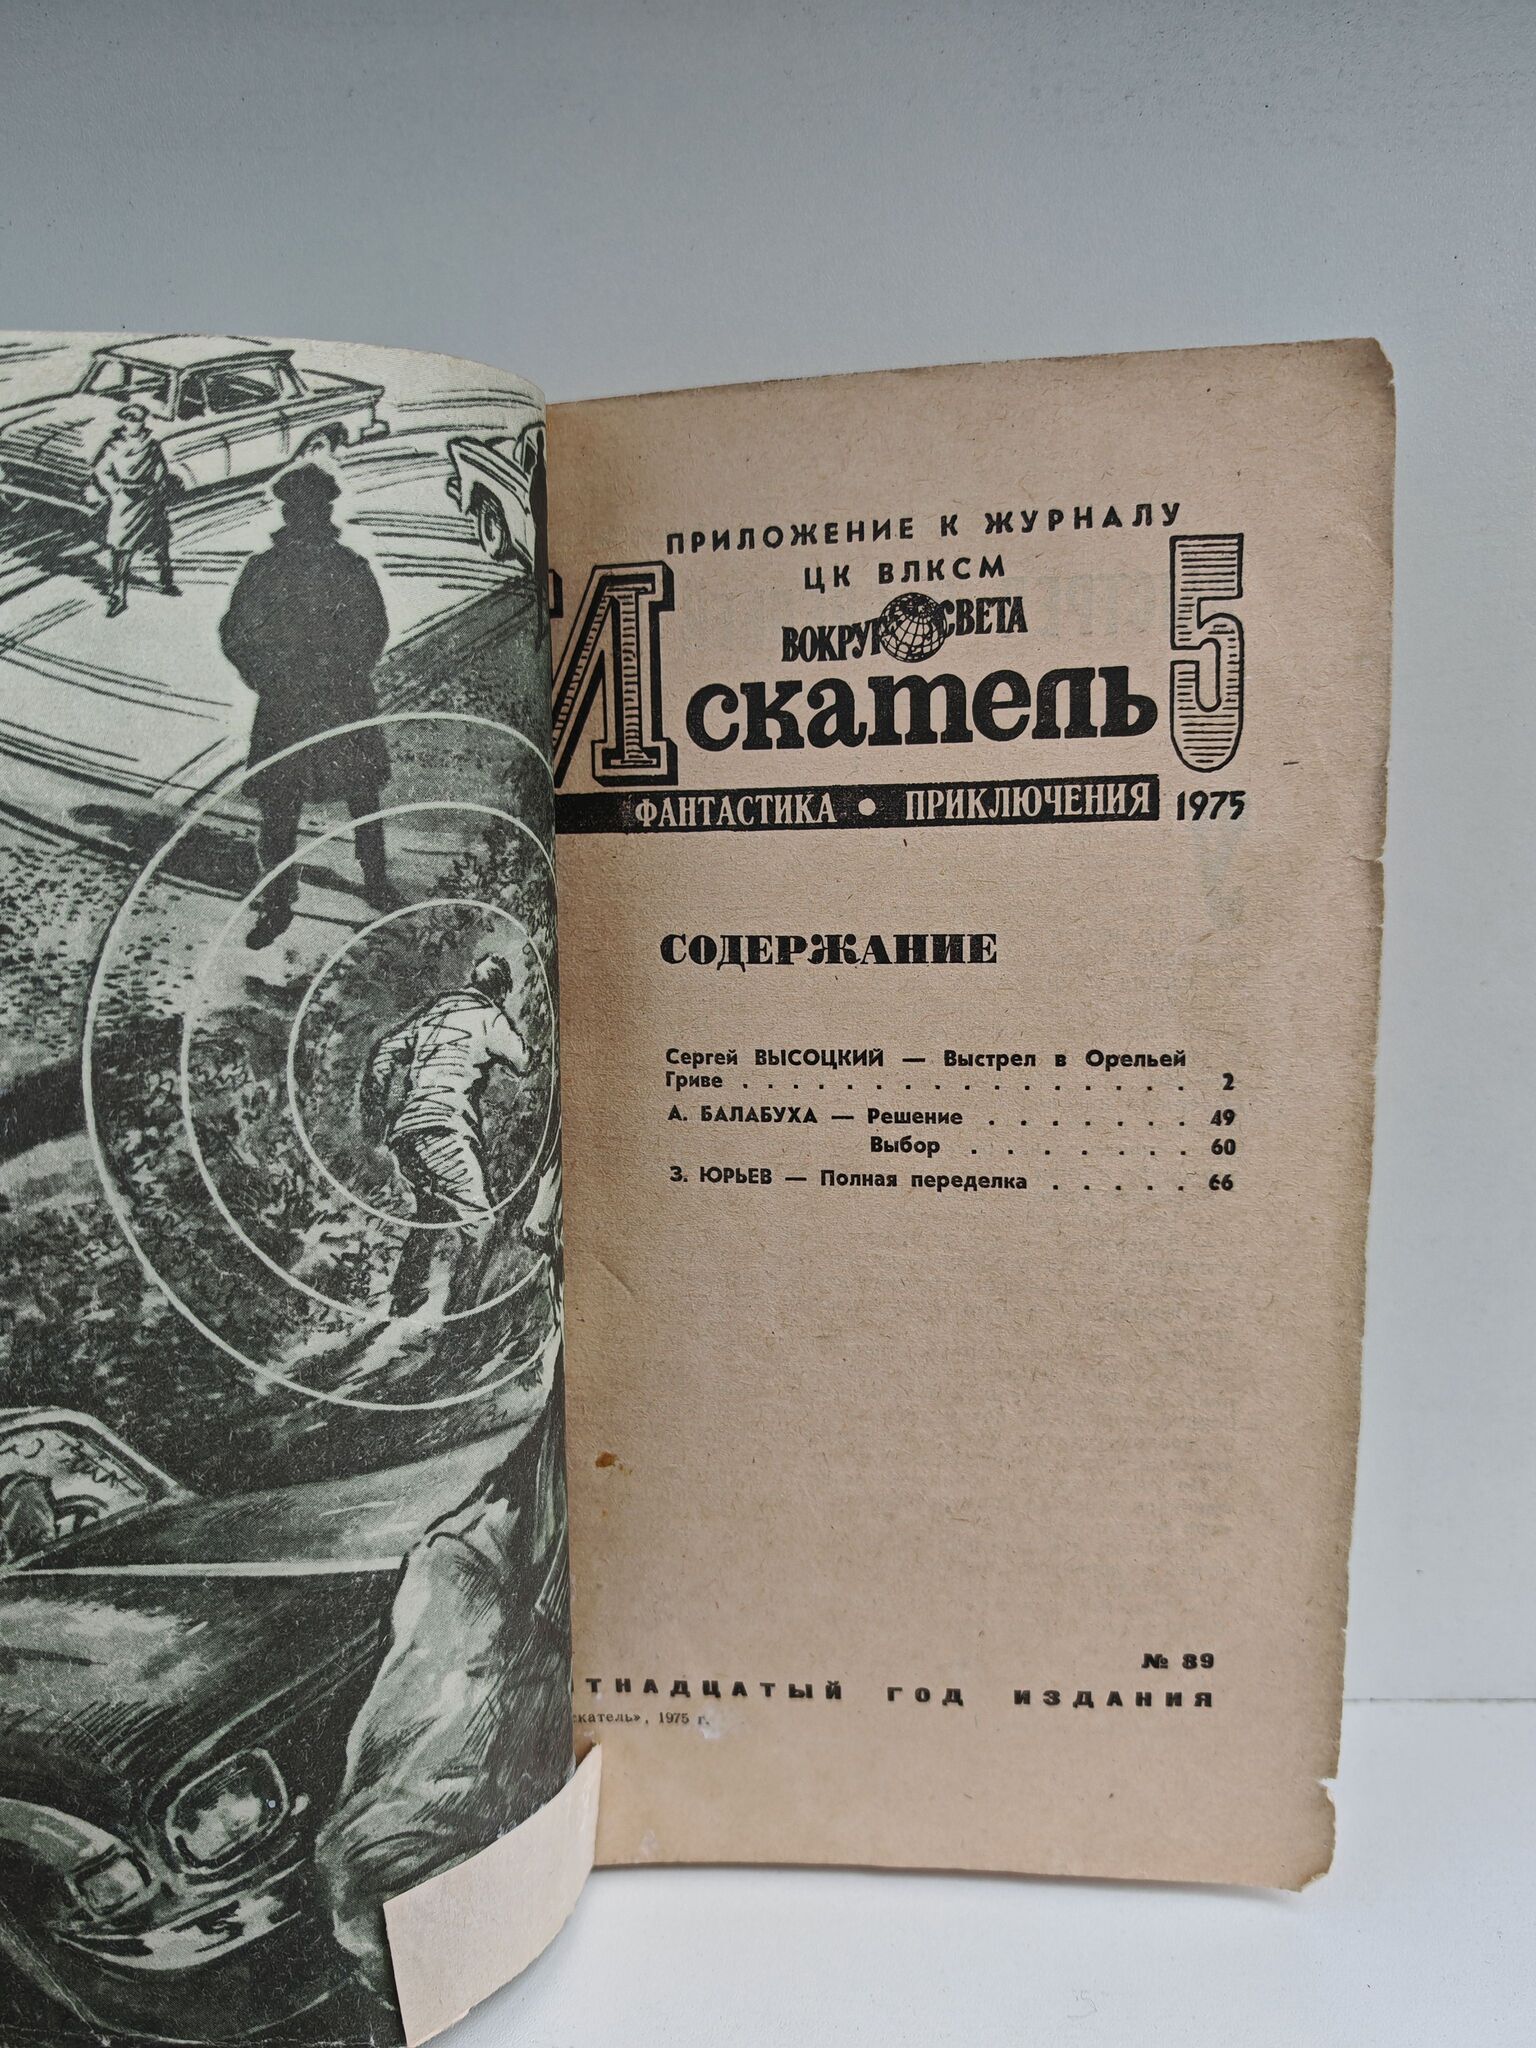 ПРИЛОЖЕНИЕ К ЖУРНАЛУ
ЦК ВЛКСМ
ВОКРУГ СВЕТА
Искатель 5
ФАНТАСТИКА • ПРИКЛЮЧЕНИЯ 1975
СОДЕРЖАНИЕ
Сергей ВЫСОЦКИЙ — Выстрел в Орельей
Гриве . . . . . . . . . . . . . . . . . 2
А. БАЛАБУХА — Решение . . . . . . . 49
Выбор . . . . . . . 60
З. ЮРЬЕВ — Полная переделка . . . . . 66
№ 89
ТНАДЦАТЫЙ ГОД ИЗДАНИЯ
скатель», 1975 г.